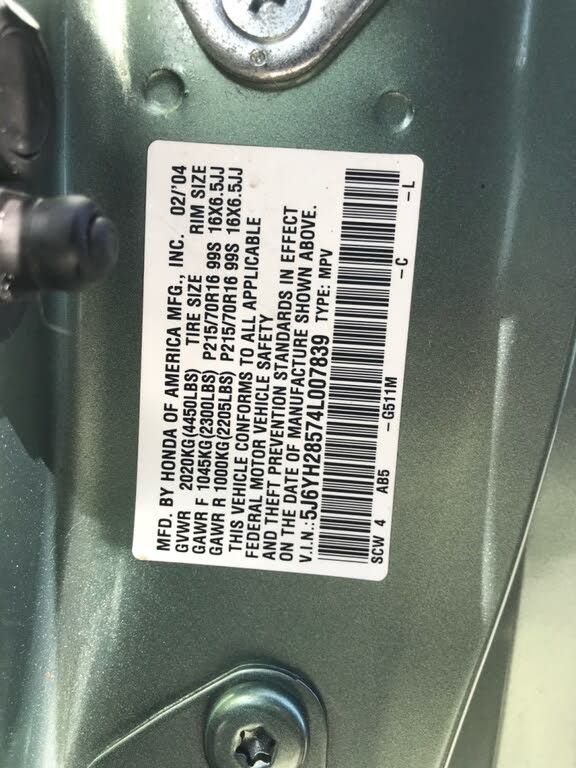 MFD. BY HONDA OF AMERICA MFG., INC. 02/'04
GVWR 2020KG(4450LBS) TIRE SIZE RIM SIZE
GAWR F 1045KG(2300LBS) P215/70R16 99S 16X6.5JJ
GAWR R 1000KG(2205LBS) P215/70R16 99S 16X6.5JJ
THIS VEHICLE CONFORMS TO ALL APPLICABLE
FEDERAL MOTOR VEHICLE SAFETY
AND THEFT PREVENTION STANDARDS IN EFFECT
ON THE DATE OF MANUFACTURE SHOWN ABOVE.
V.I.N.:5J6YH28574L007839 TYPE: MPV
SCW 4 AB5 -G511M -C -L